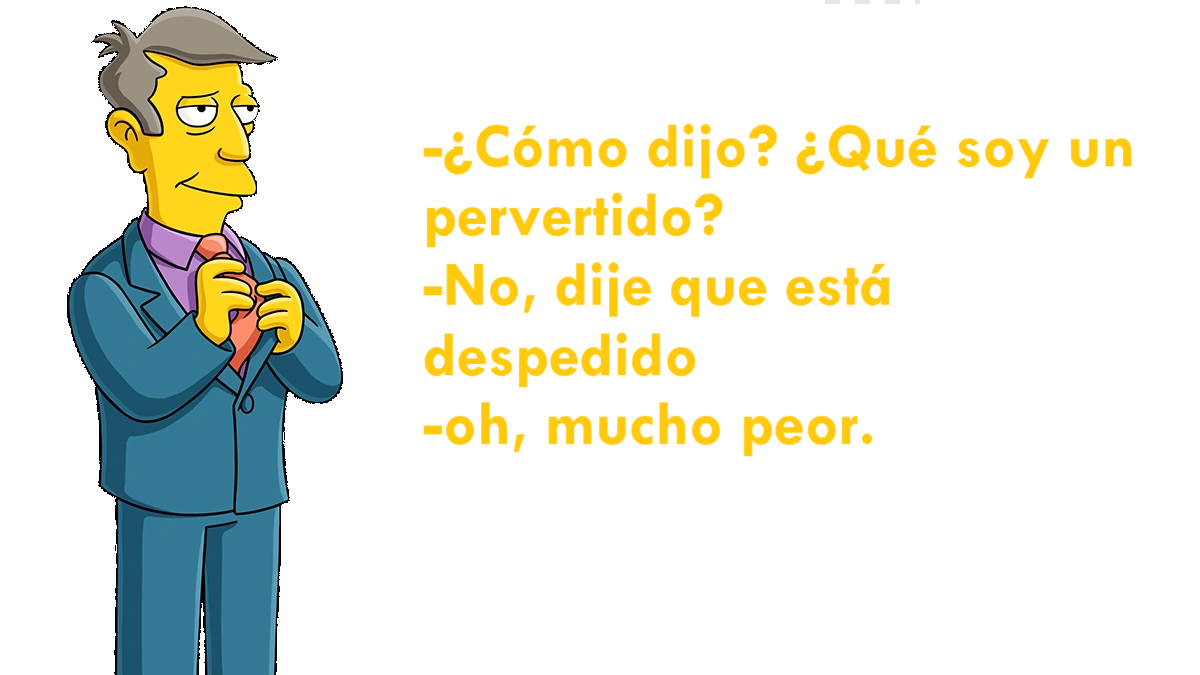 -¿Cómo dijo? ¿Qué soy un
pervertido?
-No, dije que está
despedido
-oh, mucho peor.